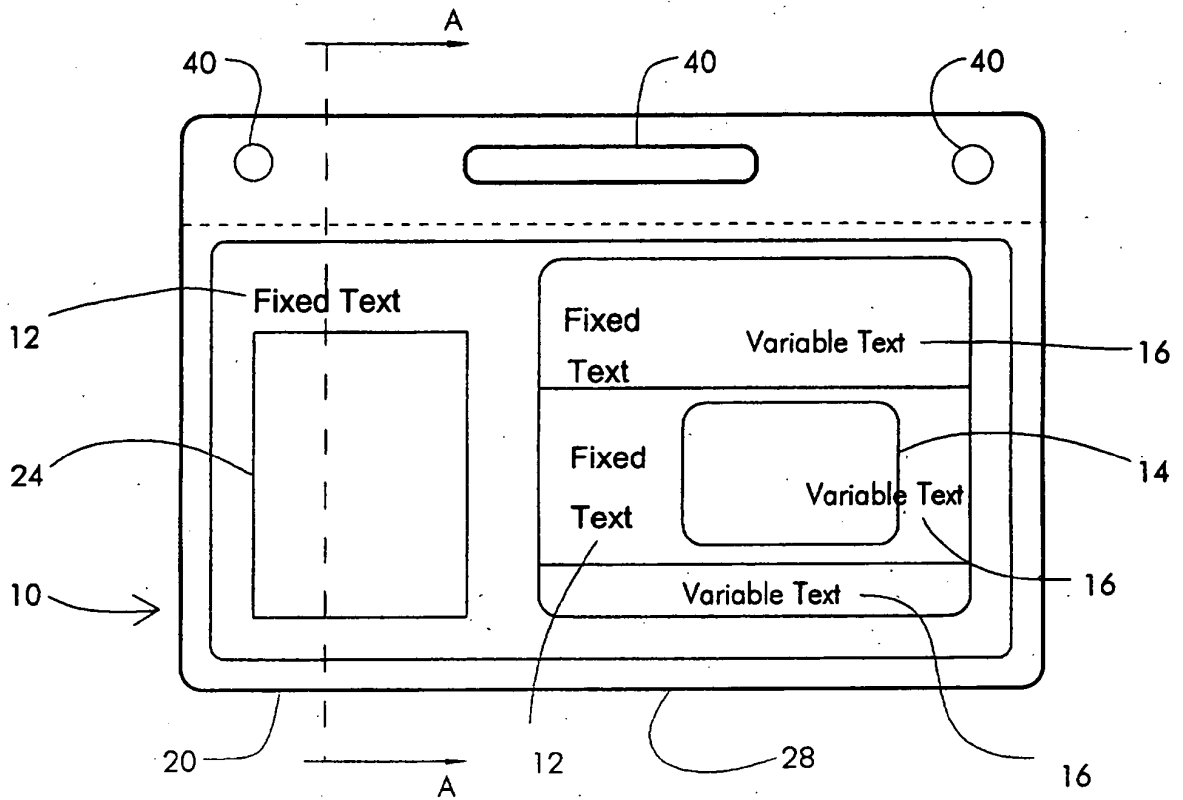 A
40
40
40
Fixed Text
12
Fixed
Text
Variable Text
16
24
Fixed
Text
14
Variable Text
10
16
Variable Text
20
12
28
16
A